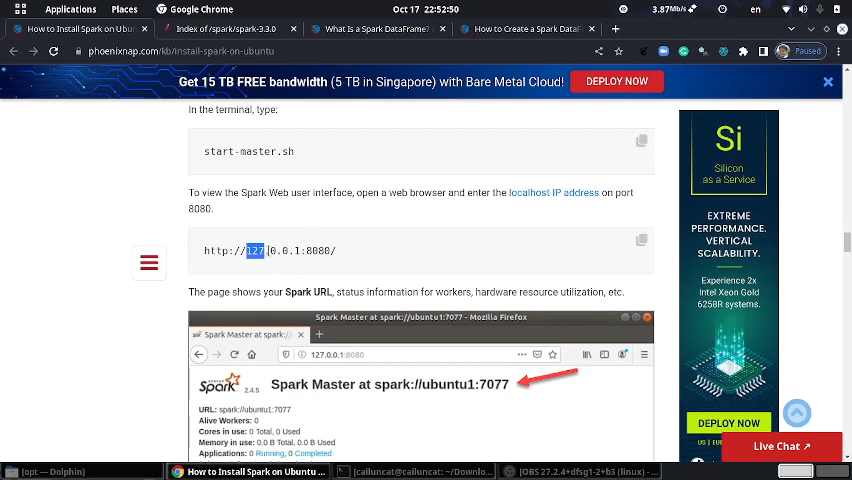 Applications Places Google Chrome Oct 17 22:52:50 3.87M/s en
How to Install Spark on Ubun Index of /spark/spark-3.3.0 What Is a Spark DataFrame? How to Create a Spark DataF
phoenixnap.com/kb/install-spark-on-ubuntu Paused
Get 15 TB FREE bandwidth (5 TB in Singapore) with Bare Metal Cloud! DEPLOY NOW
In the terminal, type:
start-master.sh
To view the Spark Web user interface, open a web browser and enter the localhost IP address on port
8080.
http://127.0.0.1:8080/
The page shows your Spark URL, status information for workers, hardware resource utilization, etc.
Spark Master at spark://ubuntu1:7077 - Mozilla Firefox
Spark Master at spark://ubuntu1
127.0.0.1:8080
Spark 2.4.5 Spark Master at spark://ubuntu1:7077
URL: spark://ubuntu1:7077
Alive Workers: 0
Cores in use: 0 Total, 0 Used
Memory in use: 0.0 B Total, 0.0 B Used
Applications: 0 Running, 0 Completed
Si
Silicon
as a Service
EXTREME
PERFORMANCE.
VERSATILE
COMPUTING.
Experience 2x
Intel Xeon Gold
6258R systems.
DEPLOY NOW
Live Chat
[opt — Dolphin] How to Install Spark on Ubuntu ... [cailuncat@cailuncat: ~/Downlo... [OBS 27.2.4+dfsg1-2+b3 (linux) - ...